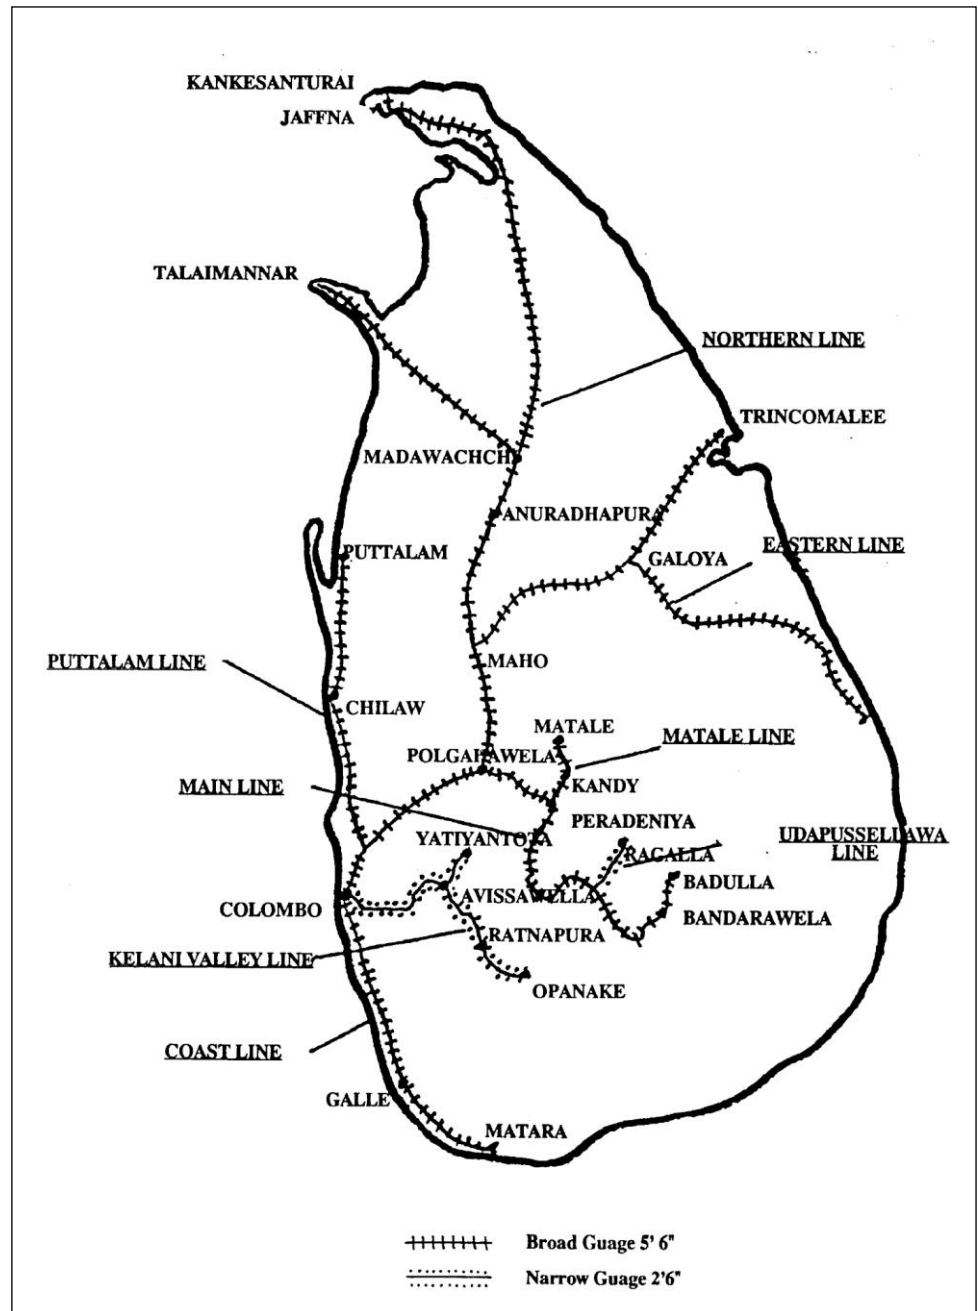 KANKESANTURAI
JAFFNA
TALAIMANNAR
NORTHERN LINE
TRINCOMALEE
MADAWACHCHI
ANURADHAPURA
PUTTALAM
GALOYA
EASTERN LINE
PUTTALAM LINE
MAHO
CHILAW
MATALE
MATALE LINE
POLGAHAWELA
MAIN LINE
KANDY
PERADENIYA
UDAPUSSELLAWA
LINE
YATIYANTOTA
RAGALLA
BADULLA
COLOMBO
AVISSAWELLA
BANDARAWELA
RATNAPURA
KELANI VALLEY LINE
OPANAKE
COAST LINE
GALLE
MATARA
Broad Guage 5' 6"
Narrow Guage 2'6"